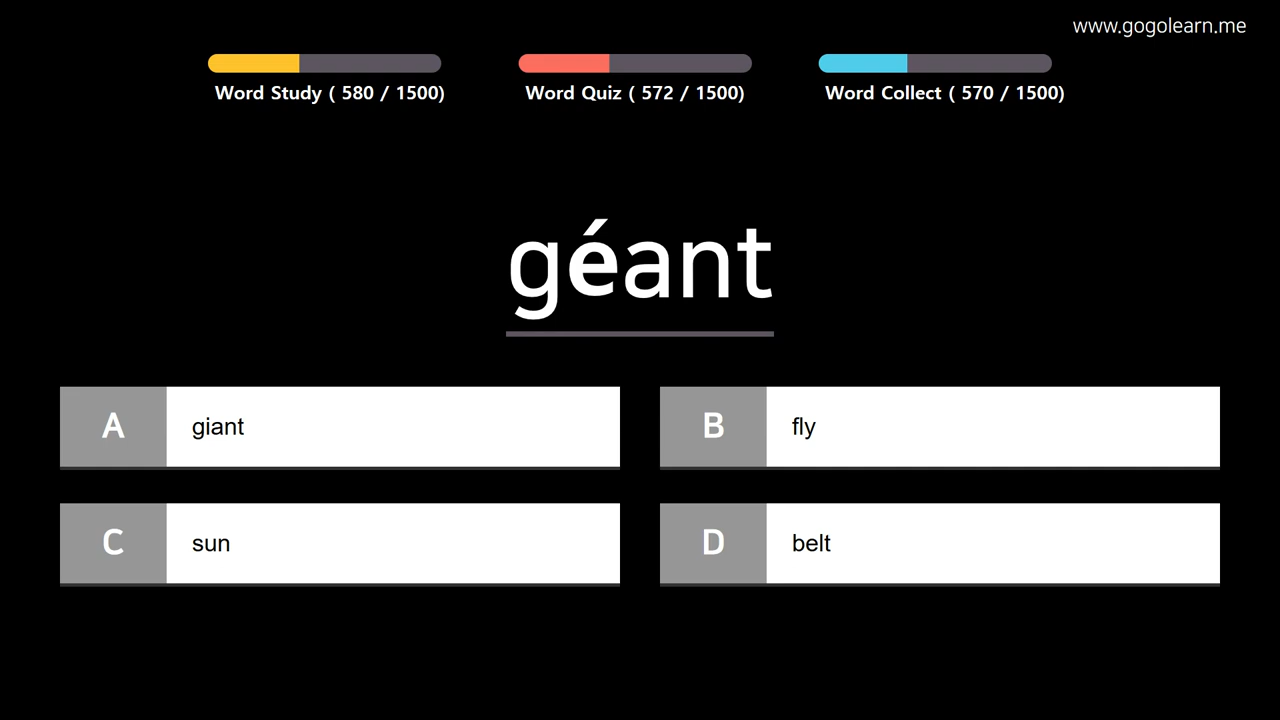 www.gogolearn.me
Word Study ( 580 / 1500)
Word Quiz ( 572 / 1500)
Word Collect ( 570 / 1500)
géant
A giant
B fly
C sun
D belt